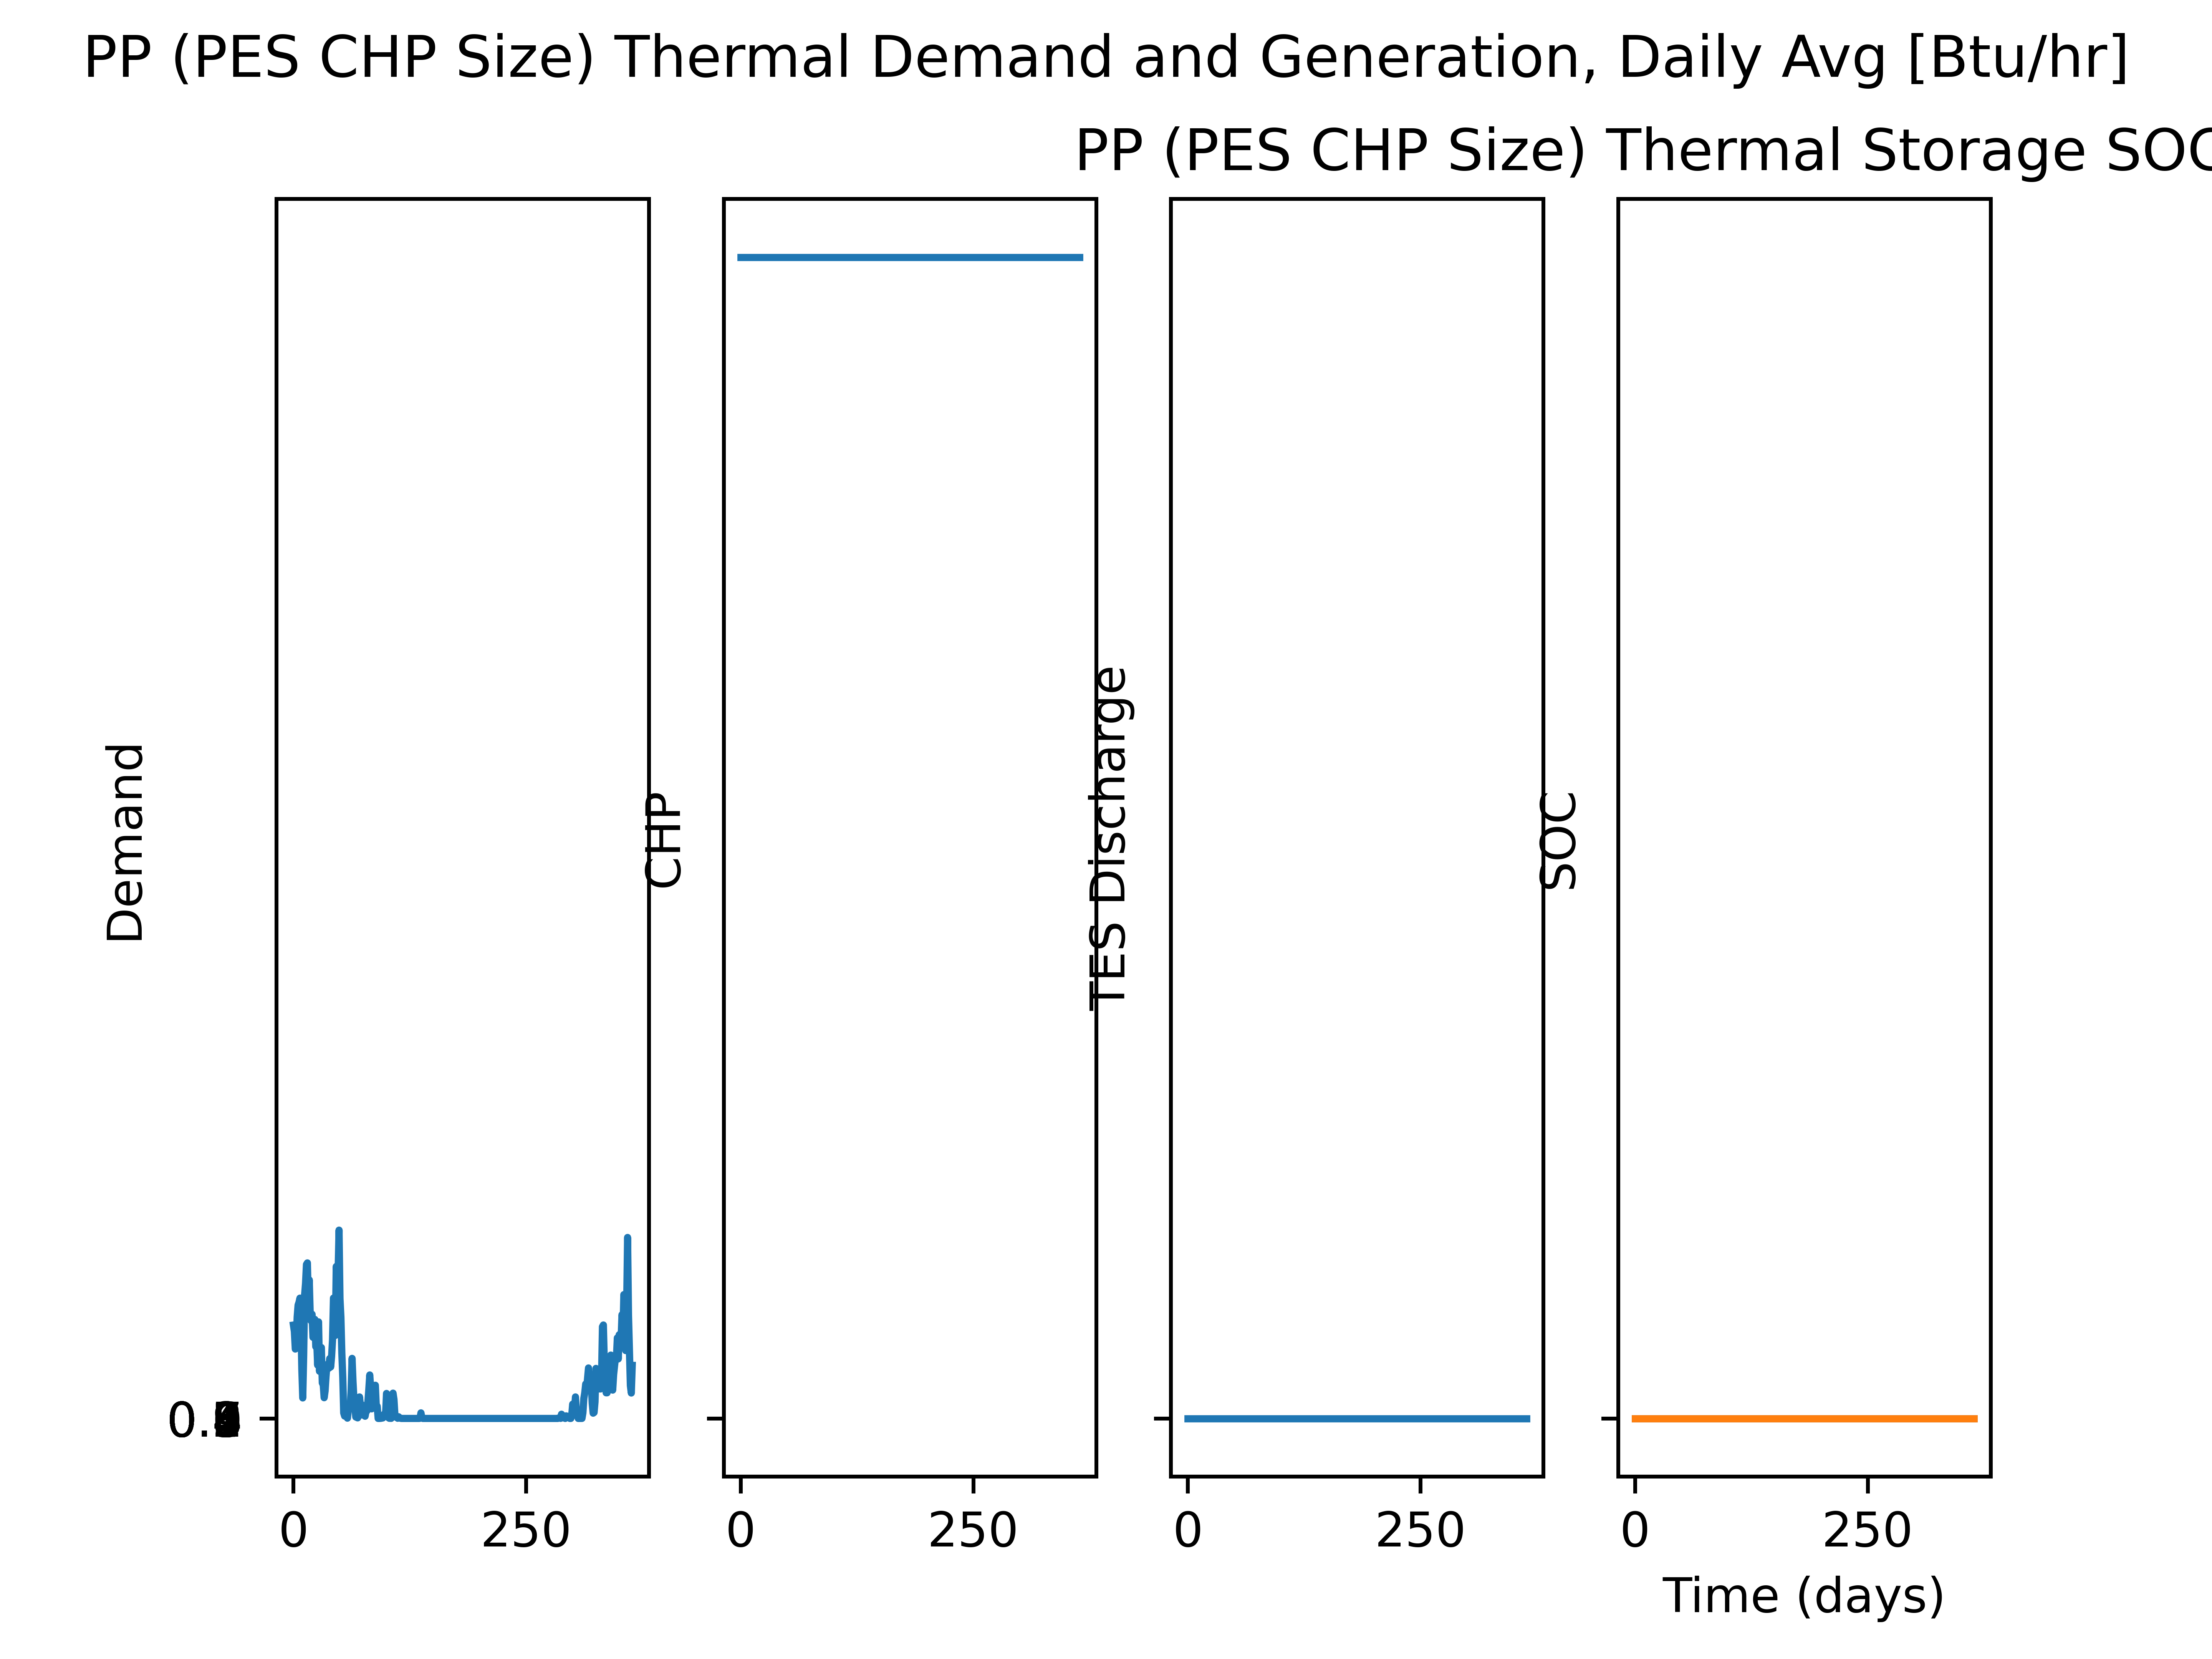 PP (PES CHP Size) Thermal Demand and Generation, Daily Avg [Btu/hr]
PP (PES CHP Size) Thermal Storage SOC
Demand
CHP
TES Discharge
SOC
0 250 0 250 0 250 0 250
Time (days)